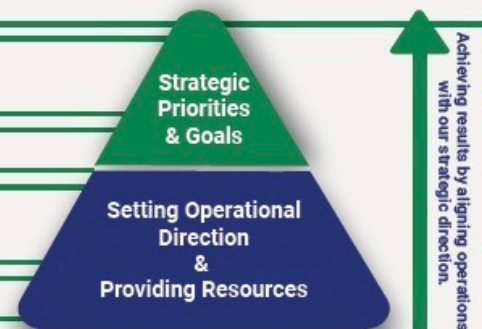 Strategic
Priorities
& Goals
Setting Operational
Direction
&
Providing Resources
Achieving results by aligning operations
with our strategic direction.